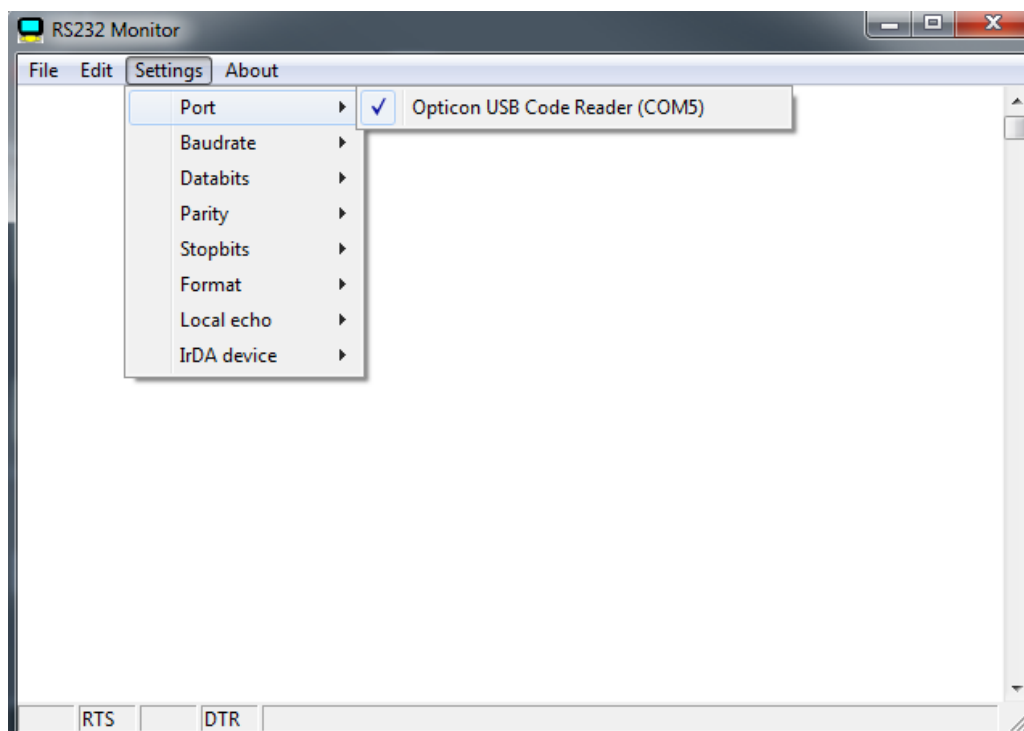 RS232 Monitor
File Edit Settings About
Port
Opticon USB Code Reader (COM5)
Baudrate
Databits
Parity
Stopbits
Format
Local echo
IrDA device
RTS DTR